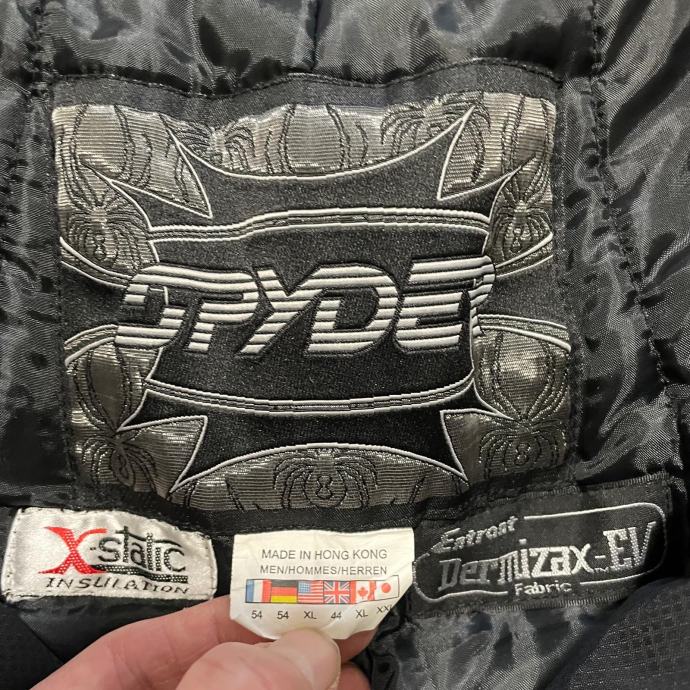 SPYDER
X-static
INSULATION
MADE IN HONG KONG
MEN/HOMMES/HERREN
54 54 XL 44 XL XXL
Entrant
Dermizax-EV
Fabric